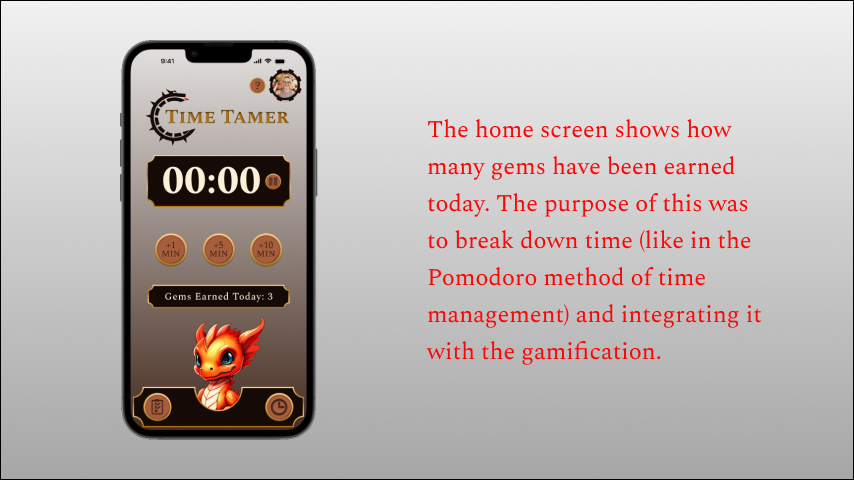 9:41
?
TIME TAMER
00:00
+1 MIN
+5 MIN
+10 MIN
Gems Earned Today: 3
The home screen shows how
many gems have been earned
today. The purpose of this was
to break down time (like in the
Pomodoro method of time
management) and integrating it
with the gamification.